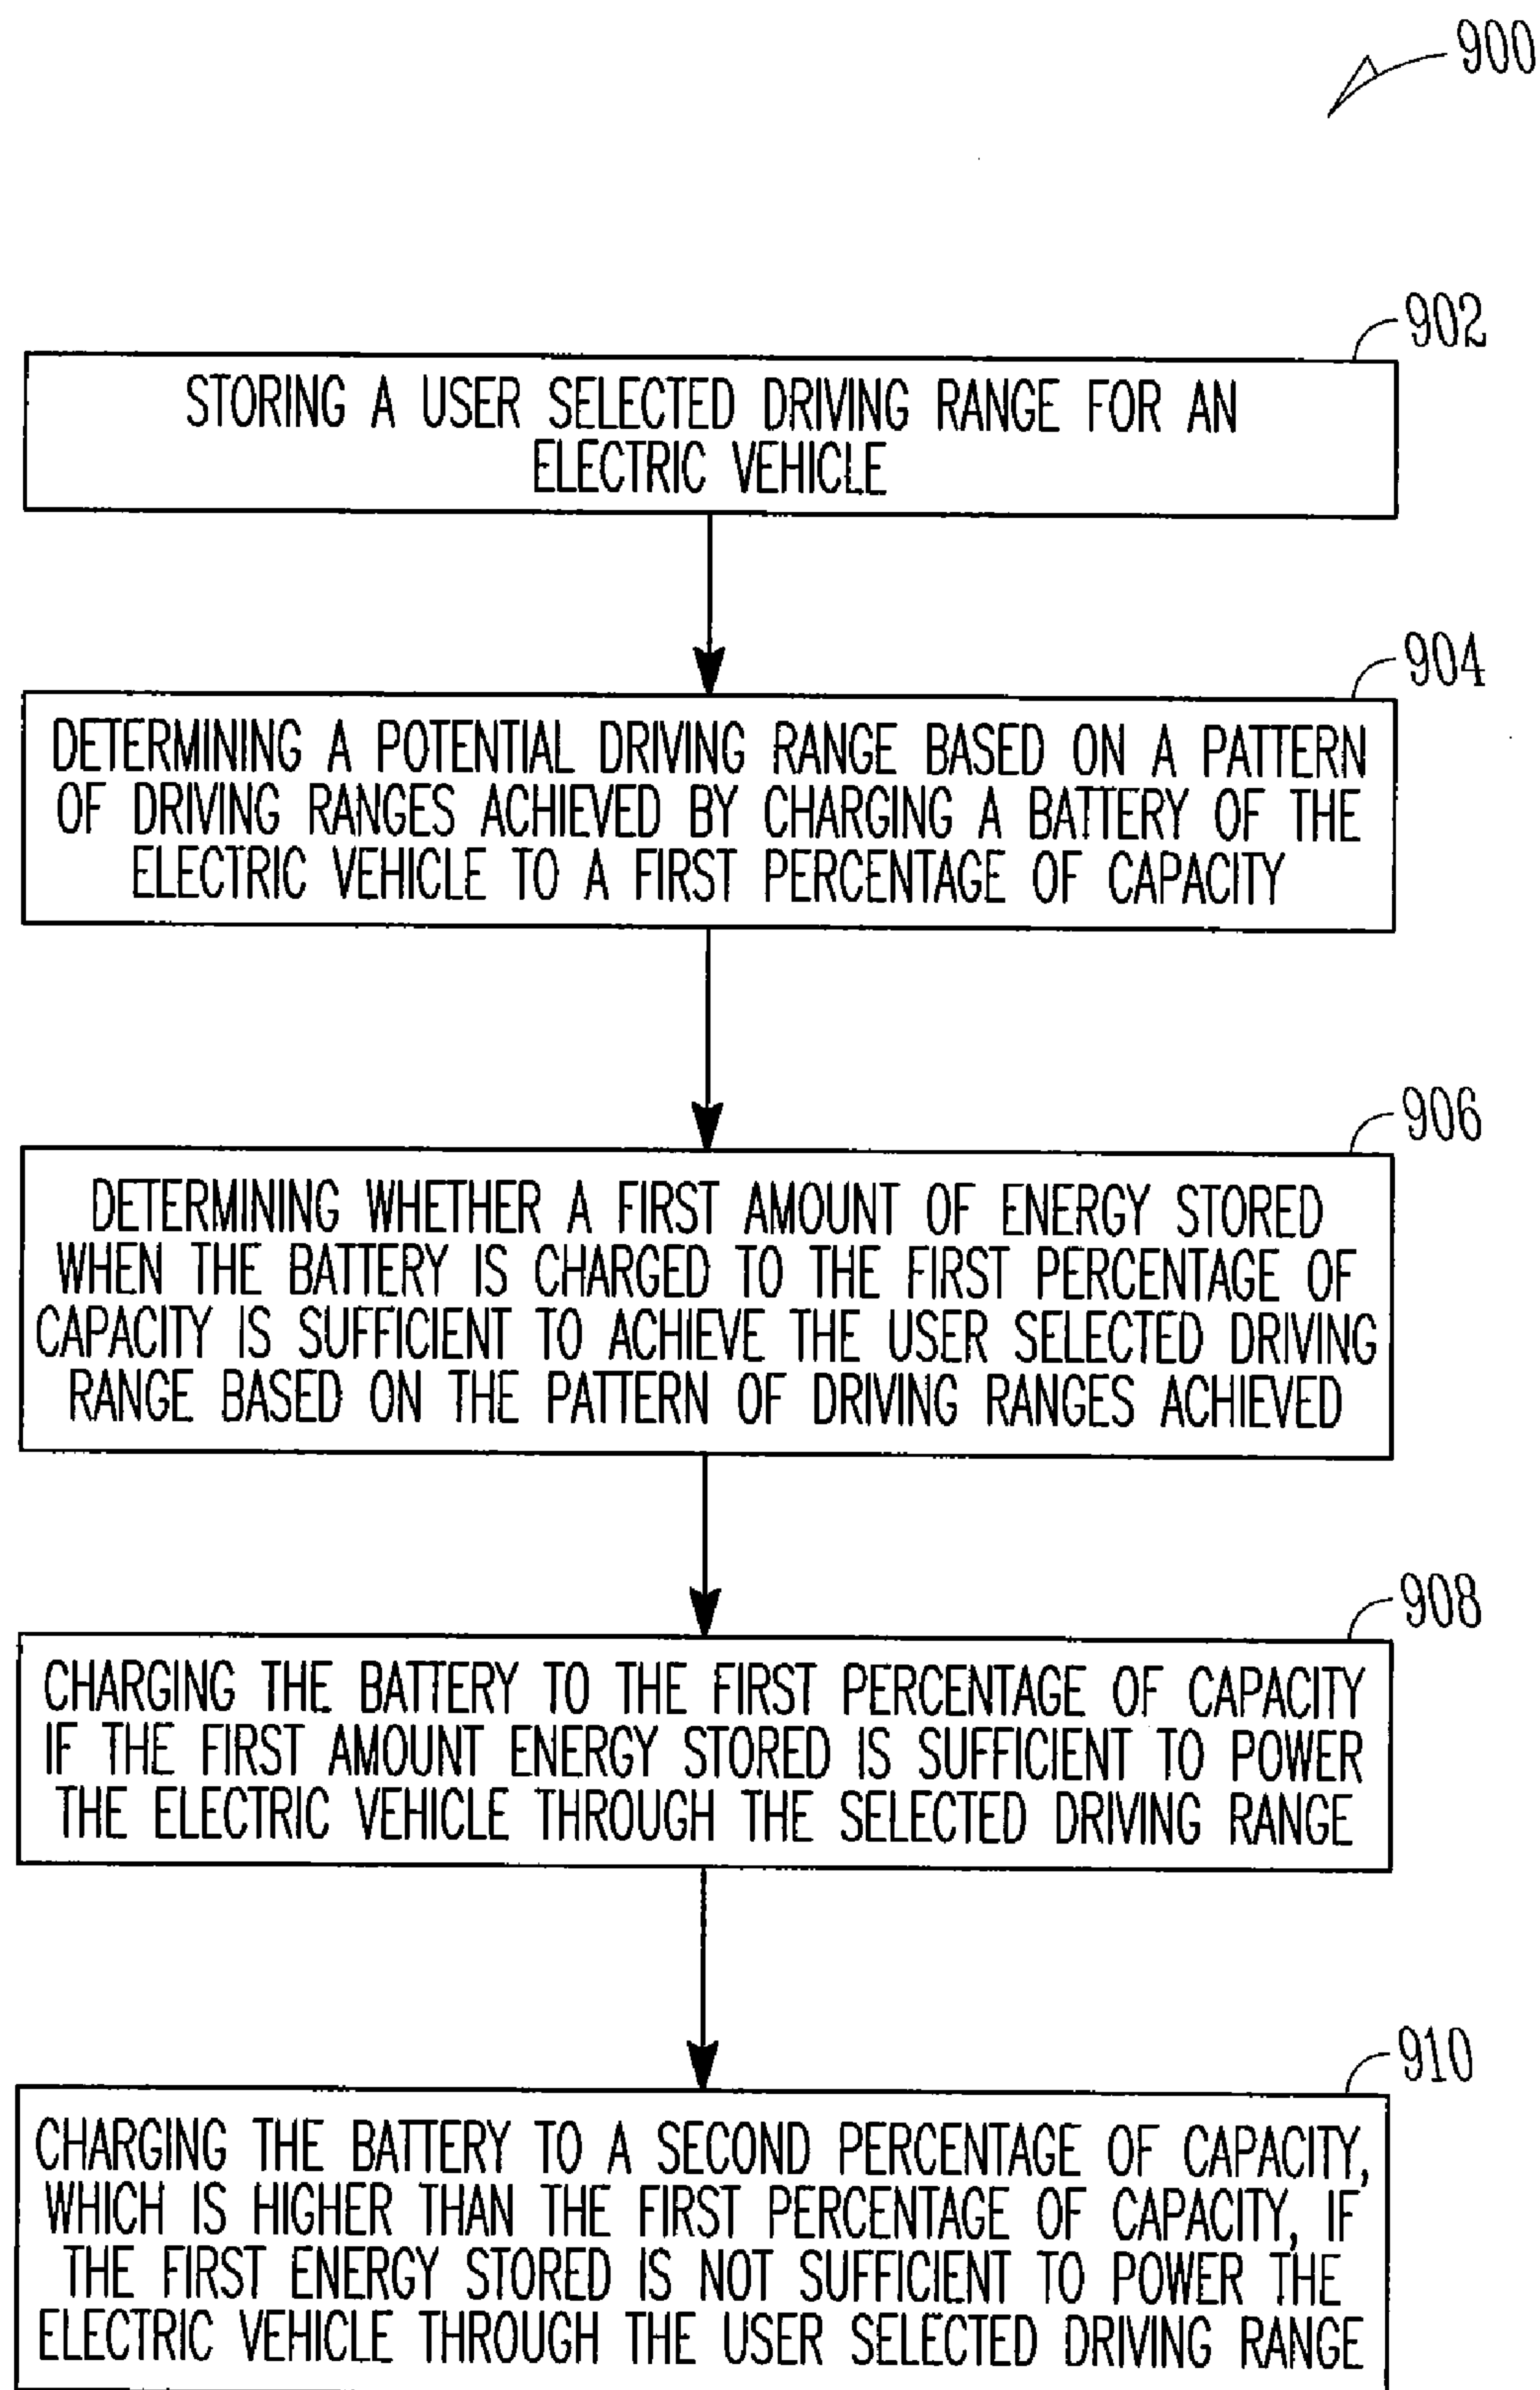 900
902
STORING A USER SELECTED DRIVING RANGE FOR AN
ELECTRIC VEHICLE
904
DETERMINING A POTENTIAL DRIVING RANGE BASED ON A PATTERN
OF DRIVING RANGES ACHIEVED BY CHARGING A BATTERY OF THE
ELECTRIC VEHICLE TO A FIRST PERCENTAGE OF CAPACITY
906
DETERMINING WHETHER A FIRST AMOUNT OF ENERGY STORED
WHEN THE BATTERY IS CHARGED TO THE FIRST PERCENTAGE OF
CAPACITY IS SUFFICIENT TO ACHIEVE THE USER SELECTED DRIVING
RANGE BASED ON THE PATTERN OF DRIVING RANGES ACHIEVED
908
CHARGING THE BATTERY TO THE FIRST PERCENTAGE OF CAPACITY
IF THE FIRST AMOUNT ENERGY STORED IS SUFFICIENT TO POWER
THE ELECTRIC VEHICLE THROUGH THE SELECTED DRIVING RANGE
910
CHARGING THE BATTERY TO A SECOND PERCENTAGE OF CAPACITY,
WHICH IS HIGHER THAN THE FIRST PERCENTAGE OF CAPACITY, IF
THE FIRST ENERGY STORED IS NOT SUFFICIENT TO POWER THE
ELECTRIC VEHICLE THROUGH THE USER SELECTED DRIVING RANGE